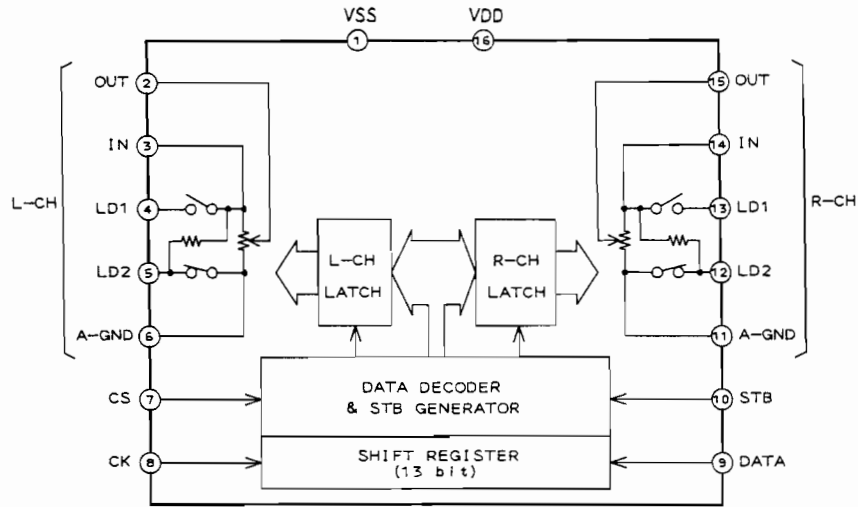 VSS VDD
1 16
OUT 2
15 OUT
IN 3
14 IN
L-CH
LD1 4
13 LD1
R-CH
LD2 5
12 LD2
L-CH
LATCH
R-CH
LATCH
A-GND 6
11 A-GND
CS 7
DATA DECODER
& STB GENERATOR
10 STB
CK 8
SHIFT REGISTER
(13 bit)
9 DATA